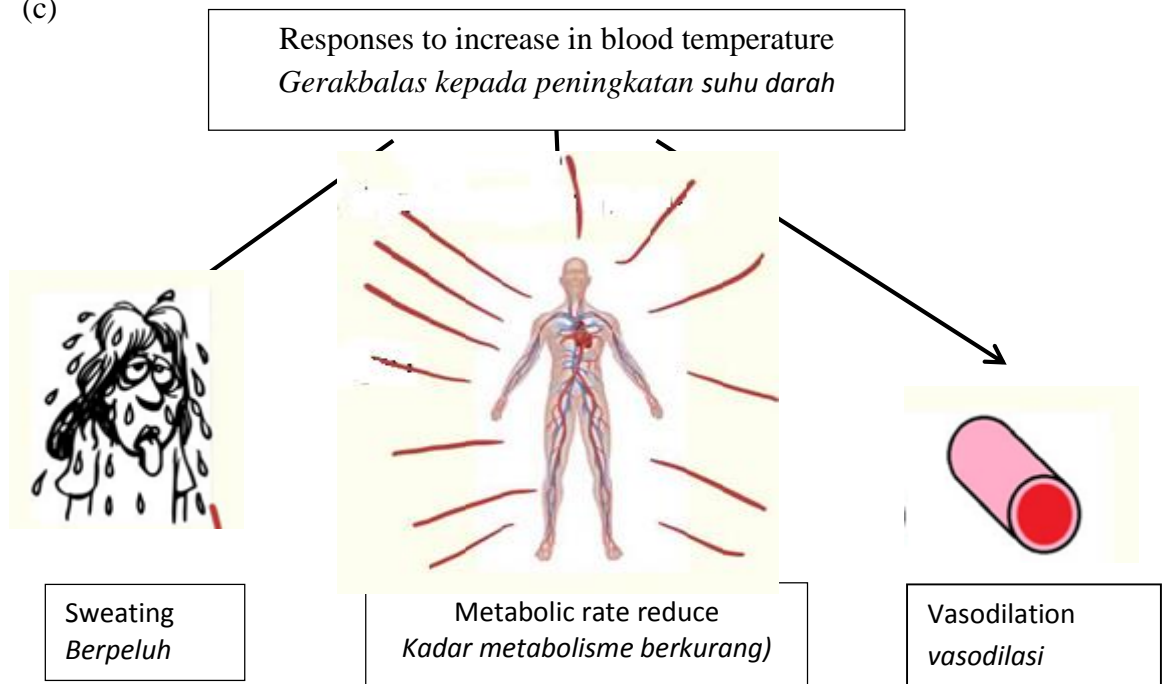 (c)
Responses to increase in blood temperature
Gerakbalas kepada peningkatan suhu darah
Sweating
Berpeluh
Metabolic rate reduce
Kadar metabolisme berkurang)
Vasodilation
vasodilasi